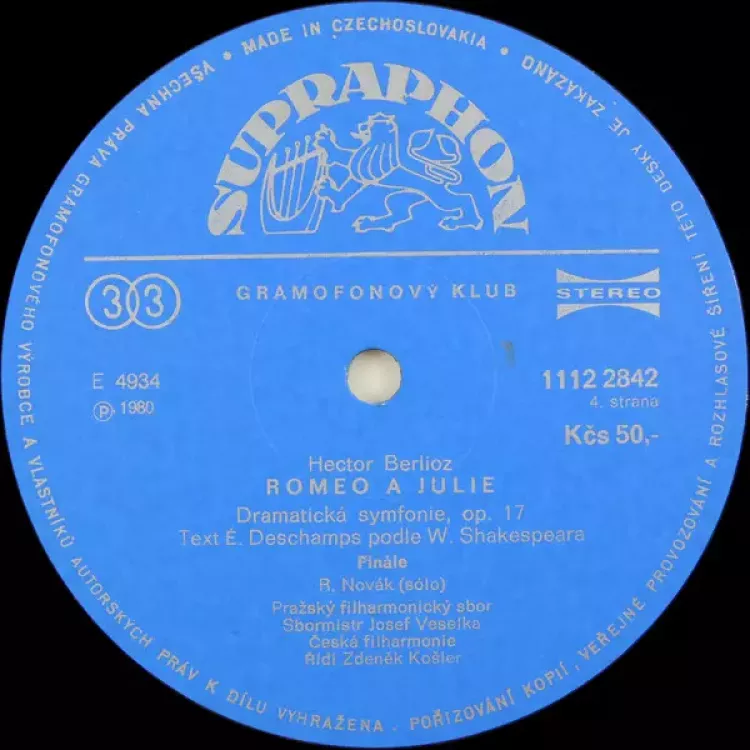 • MADE IN CZECHOSLOVAKIA •
VŠECHNA PRÁVA GRAMOFONOVÉHO VÝROBCE A VLASTNÍKŮ AUTORSKÝCH PRÁV K DÍLU VYHRAŽENA. POŘIZOVÁNÍ KOPIÍ, VEŘEJNÉ PROVOZOVÁNÍ A ROZHLASOVÉ ŠÍŘENÍ TÉTO DESKY JE ZAKÁZÁNO
SUPRAPHON
33
GRAMOFONOVÝ KLUB
STEREO
E 4934
1112 2842
℗ 1980
4. strana
Kčs 50,-
Hector Berlioz
ROMEO A JULIE
Dramatická symfonie, op. 17
Text É. Deschamps podle W. Shakespeara
Finále
R. Novák (sólo)
Pražský filharmonický sbor
Sbormistr Josef Veselka
Česká filharmonie
Řídí Zdeněk Košler